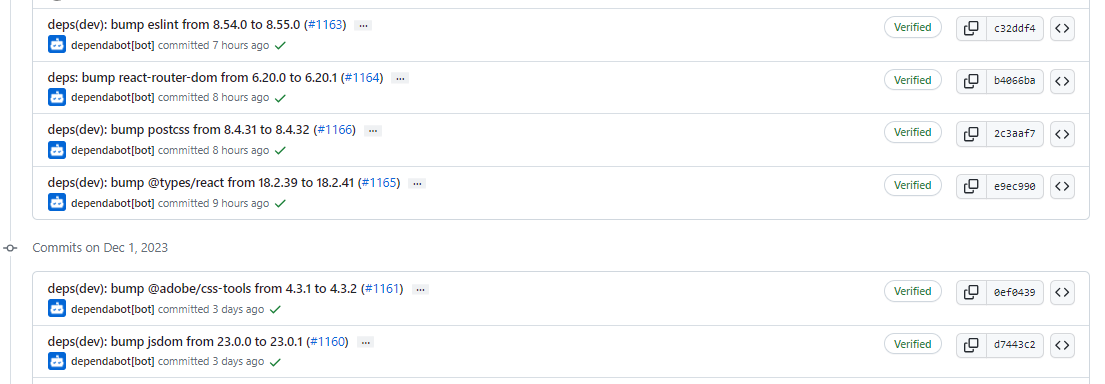 deps(dev): bump eslint from 8.54.0 to 8.55.0 (#1163) ...
Verified c32ddf4
dependabot[bot] committed 7 hours ago
deps: bump react-router-dom from 6.20.0 to 6.20.1 (#1164) ...
Verified b4066ba
dependabot[bot] committed 8 hours ago
deps(dev): bump postcss from 8.4.31 to 8.4.32 (#1166) ...
Verified 2c3aaf7
dependabot[bot] committed 8 hours ago
deps(dev): bump @types/react from 18.2.39 to 18.2.41 (#1165) ...
Verified e9ec990
dependabot[bot] committed 9 hours ago
Commits on Dec 1, 2023
deps(dev): bump @adobe/css-tools from 4.3.1 to 4.3.2 (#1161) ...
Verified 0ef0439
dependabot[bot] committed 3 days ago
deps(dev): bump jsdom from 23.0.0 to 23.0.1 (#1160) ...
Verified d7443c2
dependabot[bot] committed 3 days ago